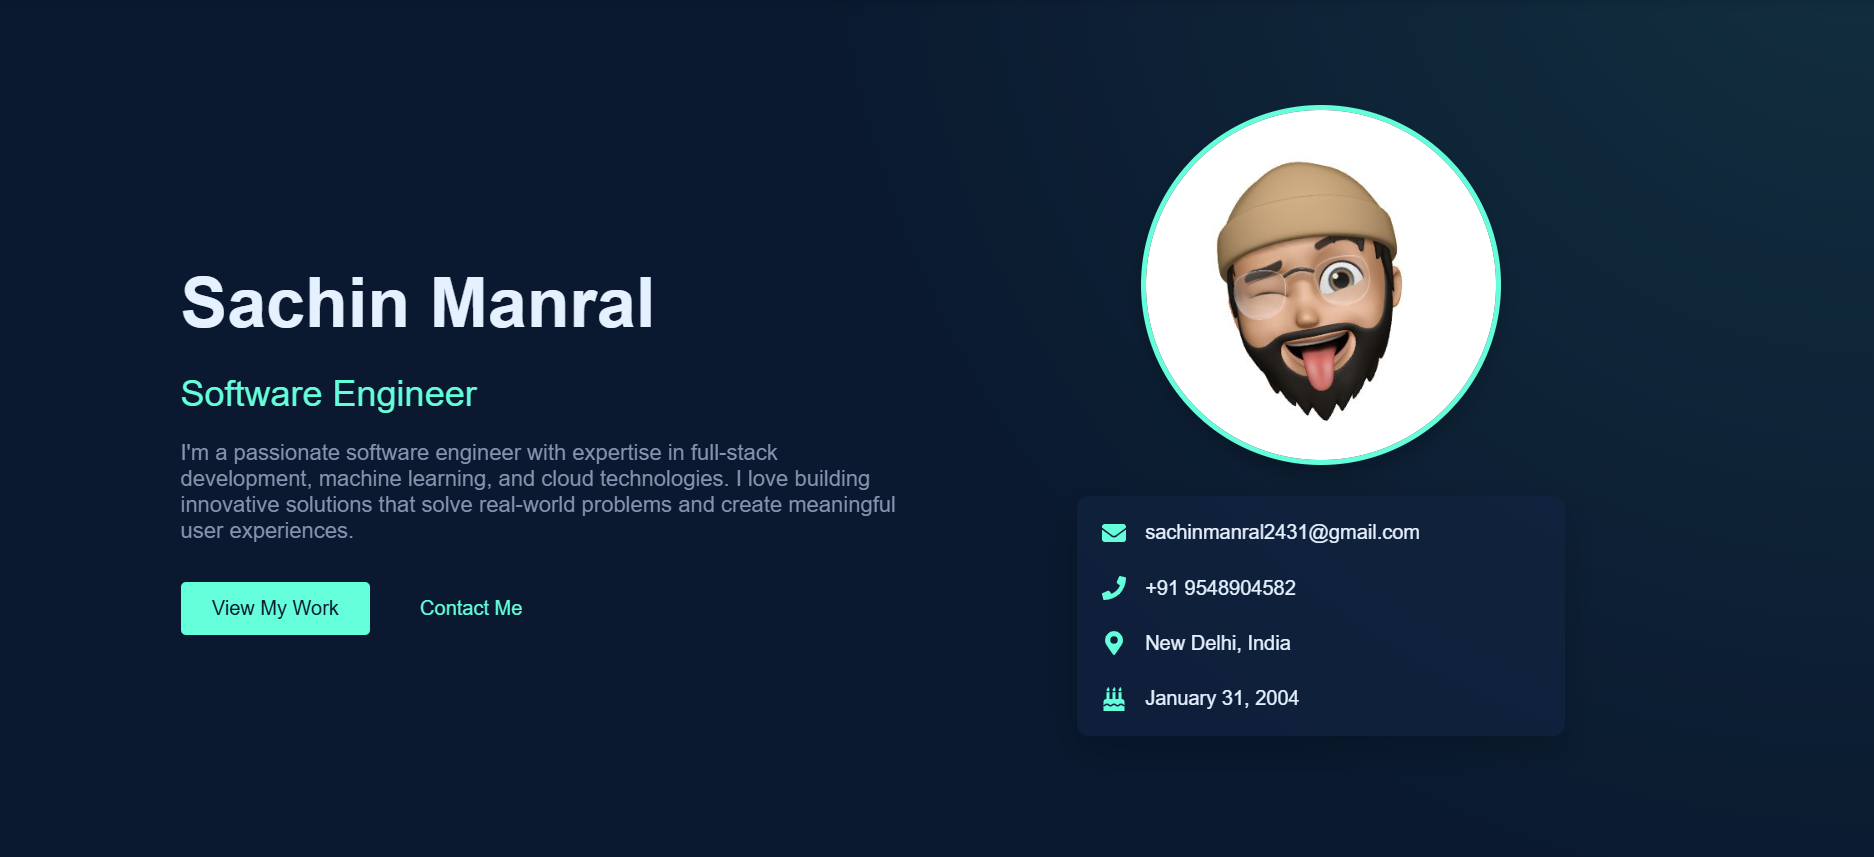 Sachin Manral
Software Engineer
I'm a passionate software engineer with expertise in full-stack
development, machine learning, and cloud technologies. I love building
innovative solutions that solve real-world problems and create meaningful
user experiences.
View My Work
Contact Me
sachinmanral2431@gmail.com
+91 9548904582
New Delhi, India
January 31, 2004